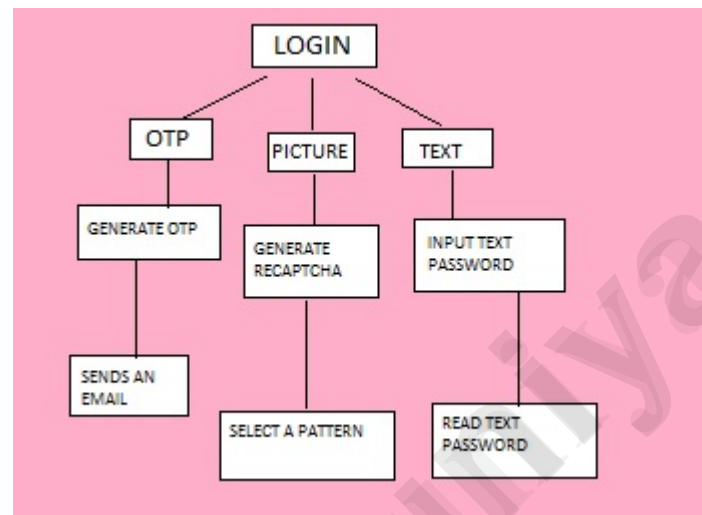 LOGIN
OTP
PICTURE
TEXT
GENERATE OTP
GENERATE
RECAPTCHA
INPUT TEXT
PASSWORD
SENDS AN
EMAIL
SELECT A PATTERN
READ TEXT
PASSWORD